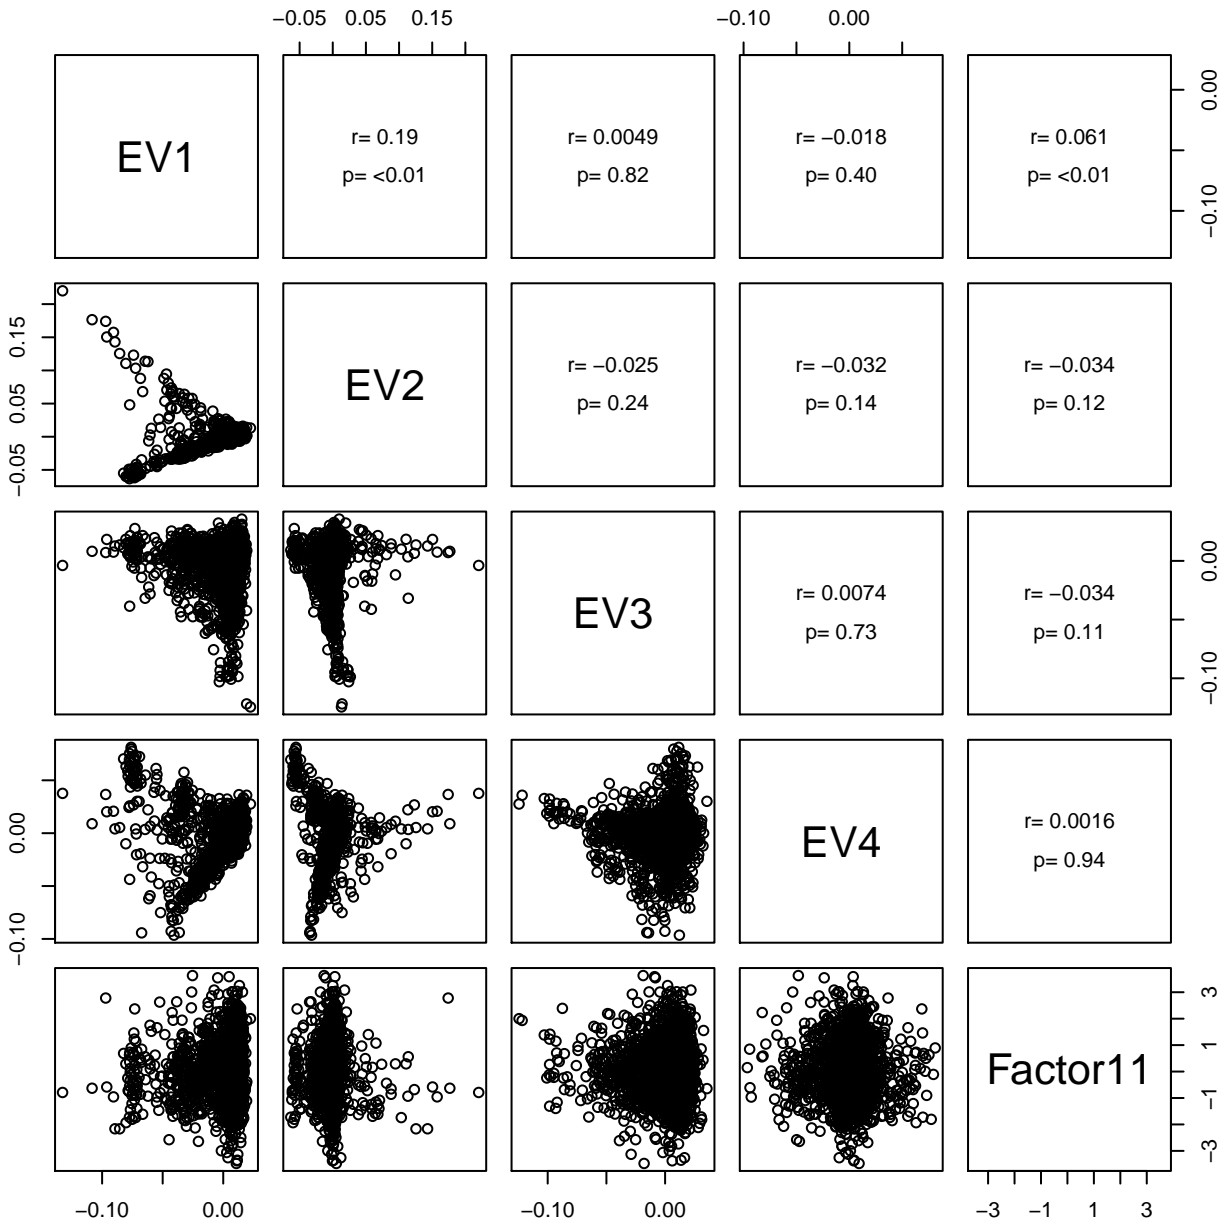 −0.05 0.05 0.15
−0.10 0.00
EV1
r= 0.19
p= <0.01
r= 0.0049
p= 0.82
r= −0.018
p= 0.40
r= 0.061
p= <0.01
0.00
−0.10
0.15
0.05
−0.05
EV2
r= −0.025
p= 0.24
r= −0.032
p= 0.14
r= −0.034
p= 0.12
EV3
r= 0.0074
p= 0.73
r= −0.034
p= 0.11
0.00
−0.10
0.00
−0.10
EV4
r= 0.0016
p= 0.94
Factor11
3
1
−1
−3
−0.10 0.00
−0.10 0.00
−3 −1 1 3